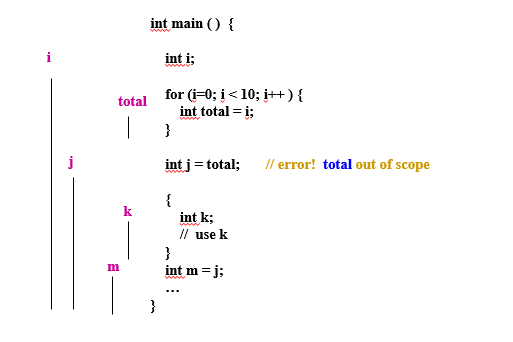 int main ( ) {
i int i;
for (i=0; i < 10; i++ ) {
total int total = i;
}
j int j = total; // error! total out of scope
{
k int k;
// use k
}
m int m = j;
…
}